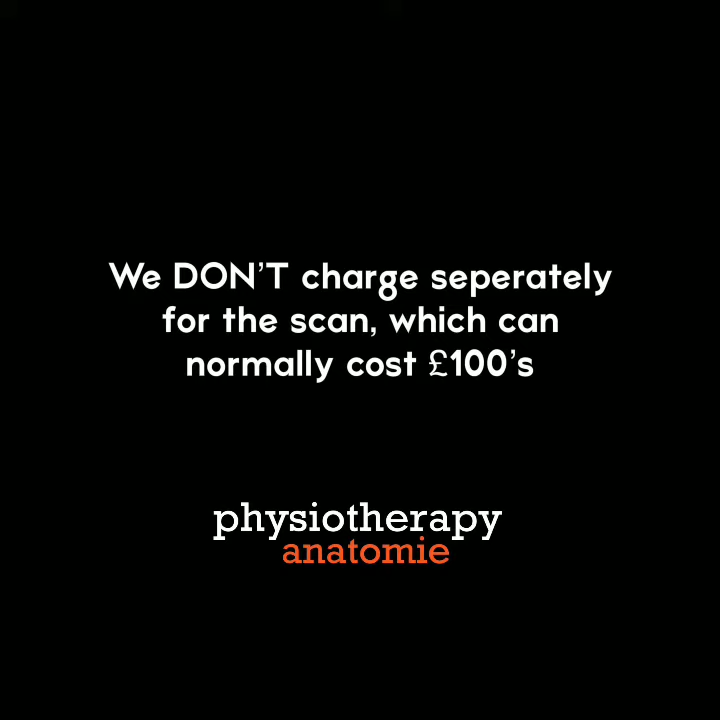 We DON’T charge seperately
for the scan, which can
normally cost £100’s
physiotherapy
anatomie